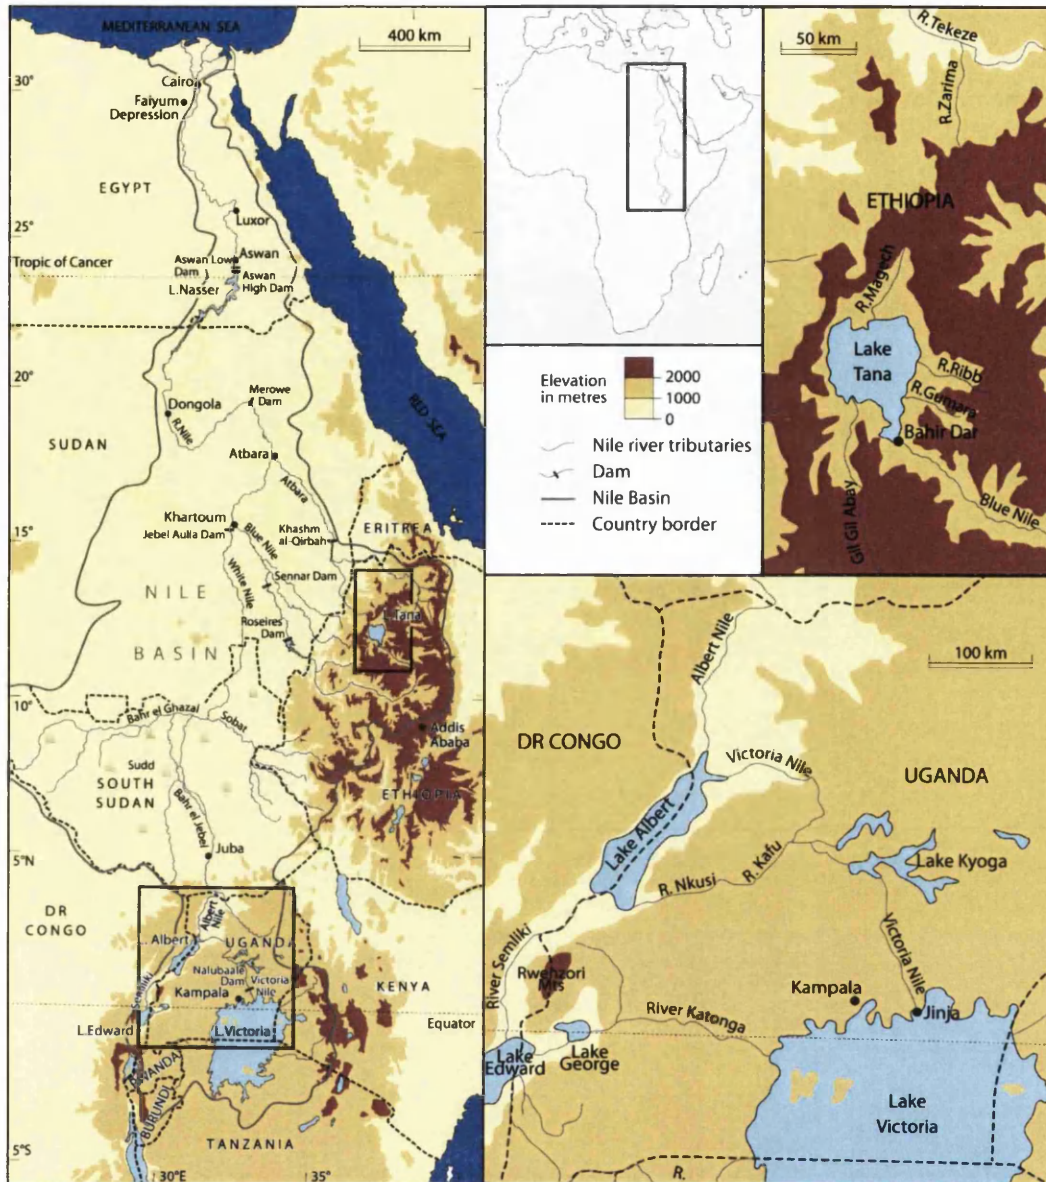 MEDITERRANEAN SEA
400 km
30°
Cairo
Faiyum
Depression
EGYPT
Luxor
25°
Aswan
Tropic of Cancer
Aswan Low
Dam
L.Nasser
Aswan
High Dam
20°
Merowe
Dam
Dongola
R.Nile
RED SEA
SUDAN
Atbara
Atbara
Khartoum
Jebel Aulia Dam
Blue Nile
Khashm
al-Qirbah
ERITREA
15°
White Nile
Sennar Dam
NILE
BASIN
Roseires
Dam
L.Tana
10°
Bahr el Ghazal
Sobat
Addis
Ababa
Sudd
SOUTH
SUDAN
Bahr el Jebel
ETHIOPIA
Juba
5°N
DR
CONGO
Albert
Nile
Albert
UGANDA
Nalubaale
Dam
Victoria
Nile
Semliki
Kampala
KENYA
L.Edward
L.Victoria
Equator
RWANDA
BURUNDI
TANZANIA
5°S
30°E
35°
Elevation
in metres
2000
1000
0
Nile river tributaries
Dam
Nile Basin
Country border
50 km
R.Tekeze
R.Zarima
ETHIOPIA
R.Magech
Lake
Tana
R.Ribb
R.Gumara
Bahir Dar
Gil Gil Abay
Blue Nile
100 km
Albert Nile
DR CONGO
Victoria Nile
UGANDA
Lake Albert
R. Kafu
Lake Kyoga
R. Nkusi
River Semliki
Victoria Nile
Rwehzori
Mts
Kampala
Jinja
River Katonga
Lake
Edward
Lake
George
Lake
Victoria
R.